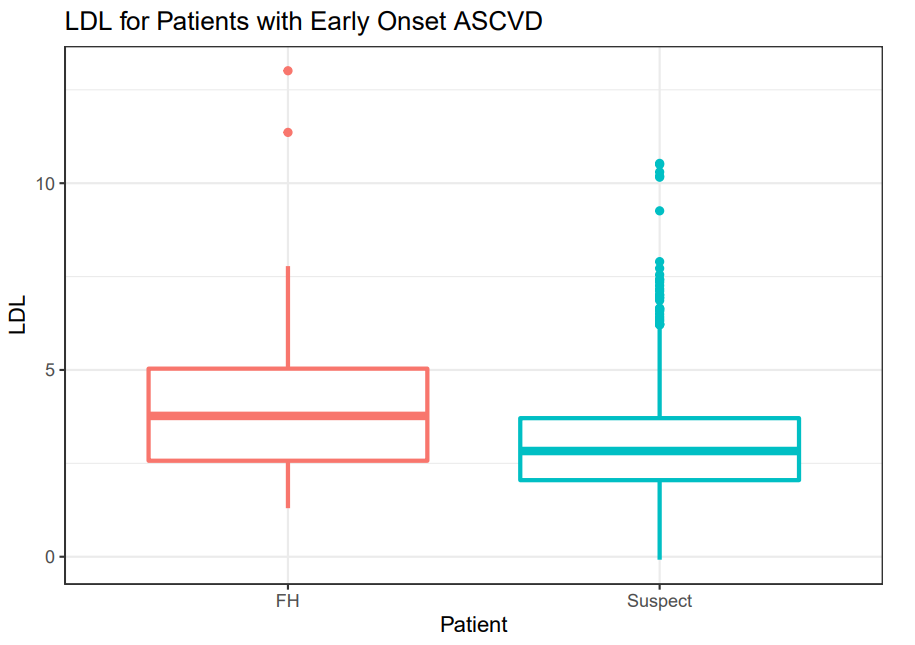 LDL for Patients with Early Onset ASCVD
10
5
0
LDL
FH
Suspect
Patient